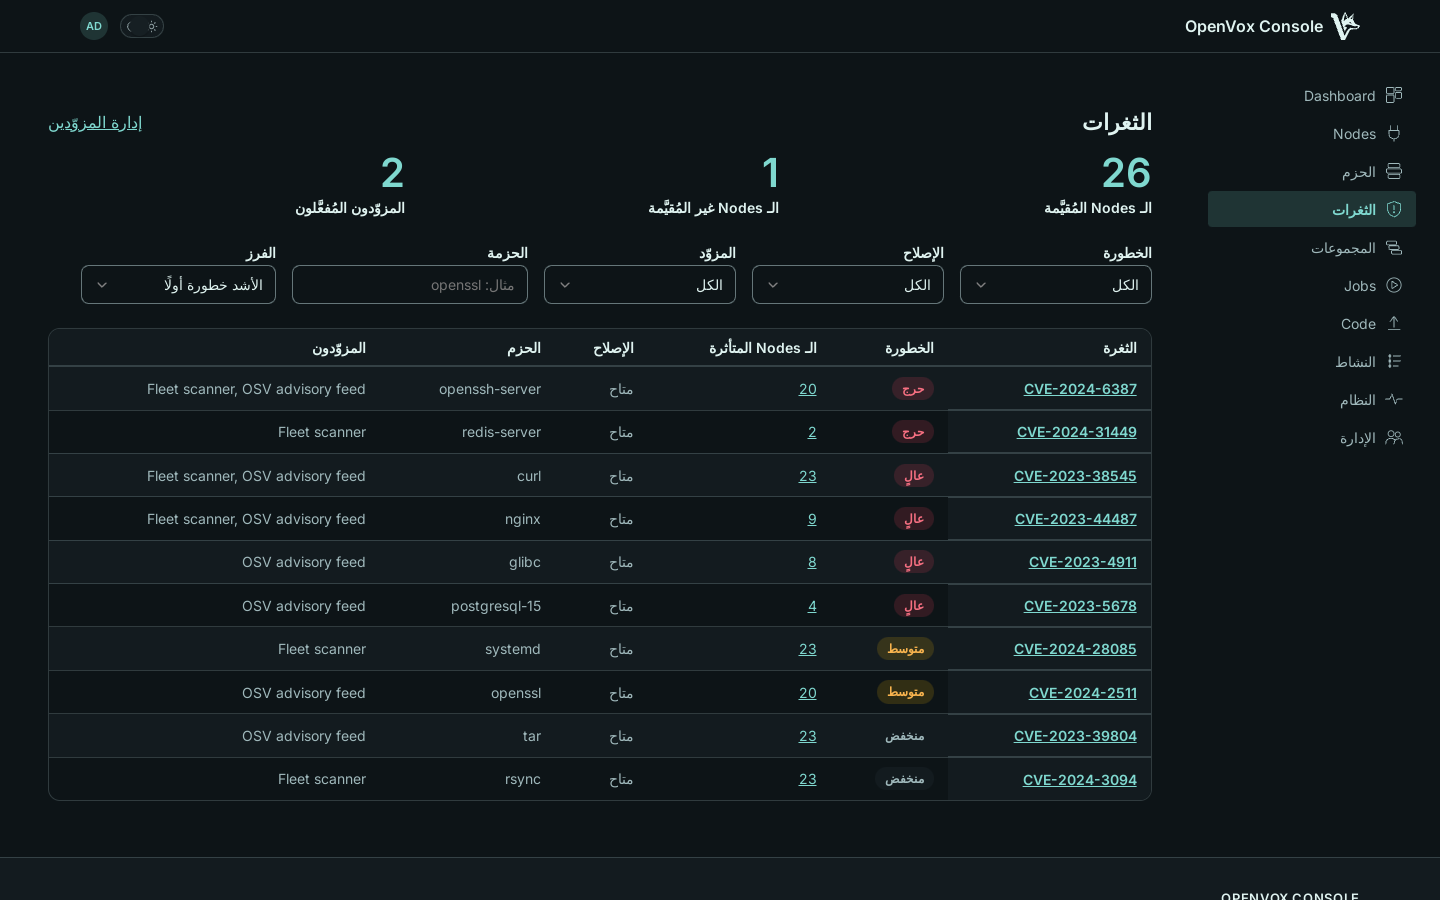 OpenVox Console
AD
Dashboard
Nodes
الحزم
الثغرات
المجموعات
Jobs
Code
النشاط
النظام
الإدارة
الثغرات
إدارة المزوّدين
26
الـ Nodes المُقيَّمة
1
الـ Nodes غير المُقيَّمة
2
المزوّدون المُفعَّلون
الخطورة
الكل
الإصلاح
الكل
المزوّد
الكل
الحزمة
مثال: openssl
الفرز
الأشد خطورة أولًا
الثغرة الخطورة الـ Nodes المتأثرة الإصلاح الحزم المزوّدون
CVE-2024-6387 حرج 20 متاح openssh-server Fleet scanner, OSV advisory feed
CVE-2024-31449 حرج 2 متاح redis-server Fleet scanner
CVE-2023-38545 عالٍ 23 متاح curl Fleet scanner, OSV advisory feed
CVE-2023-44487 عالٍ 9 متاح nginx Fleet scanner, OSV advisory feed
CVE-2023-4911 عالٍ 8 متاح glibc OSV advisory feed
CVE-2023-5678 عالٍ 4 متاح postgresql-15 OSV advisory feed
CVE-2024-28085 متوسط 23 متاح systemd Fleet scanner
CVE-2024-2511 متوسط 20 متاح openssl OSV advisory feed
CVE-2023-39804 منخفض 23 متاح tar OSV advisory feed
CVE-2024-3094 منخفض 23 متاح rsync Fleet scanner
OPENVOX CONSOLE